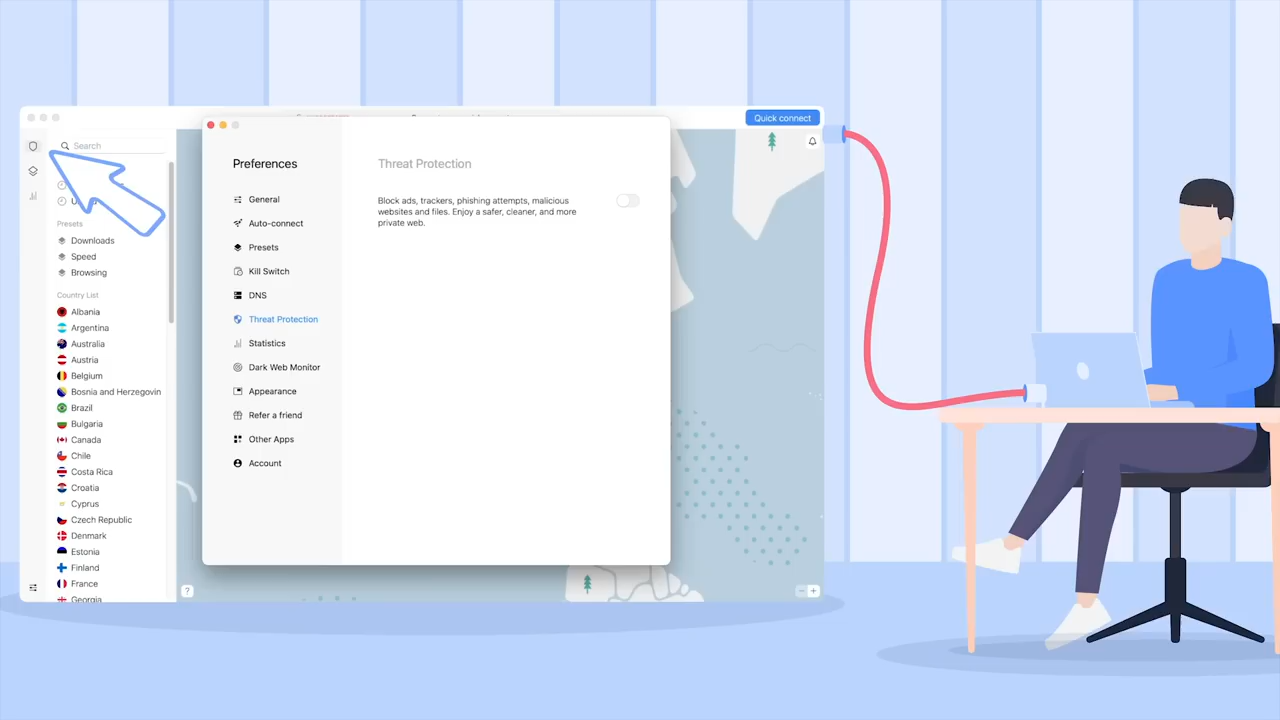 Quick connect
Search
Presets
Downloads
Speed
Browsing
Country List
Albania
Argentina
Australia
Austria
Belgium
Bosnia and Herzegovin
Brazil
Bulgaria
Canada
Chile
Costa Rica
Croatia
Cyprus
Czech Republic
Denmark
Estonia
Finland
France
Georgia
Preferences
General
Auto-connect
Presets
Kill Switch
DNS
Threat Protection
Statistics
Dark Web Monitor
Appearance
Refer a friend
Other Apps
Account
Threat Protection
Block ads, trackers, phishing attempts, malicious
websites and files. Enjoy a safer, cleaner, and more
private web.
?